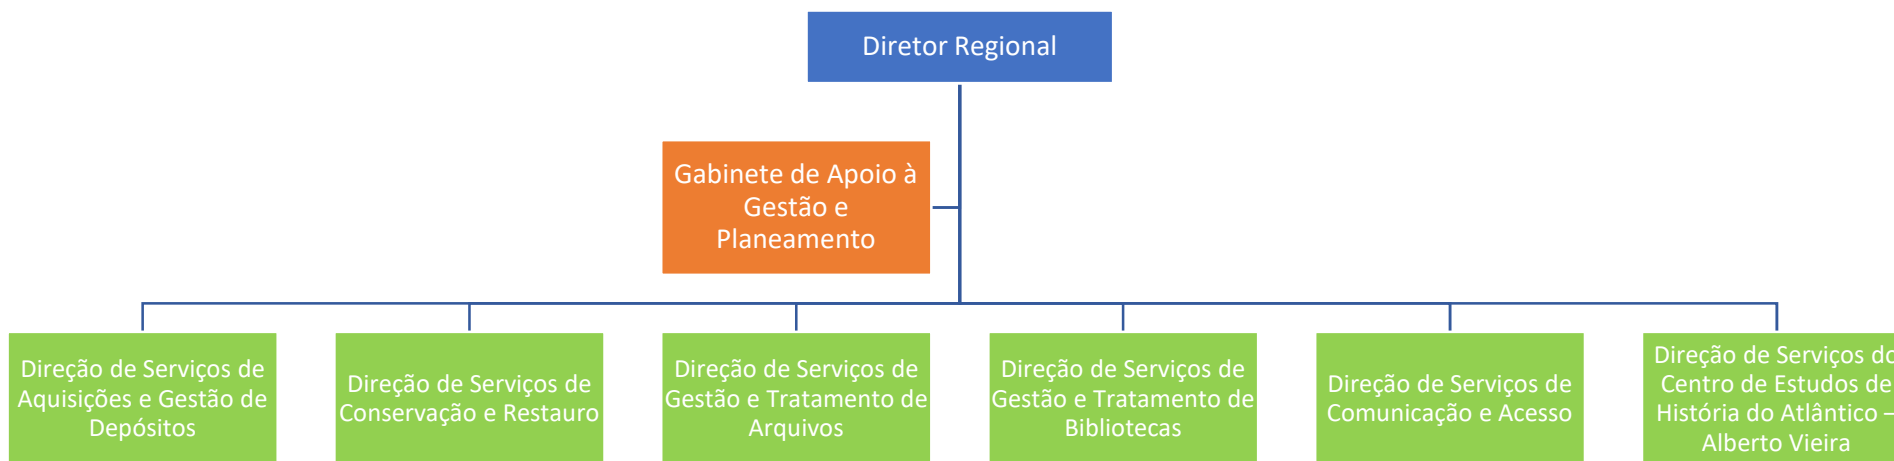 Diretor Regional
Gabinete de Apoio à
Gestão e
Planeamento
Direção de Serviços de
Aquisições e Gestão de
Depósitos
Direção de Serviços de
Conservação e Restauro
Direção de Serviços de
Gestão e Tratamento de
Arquivos
Direção de Serviços de
Gestão e Tratamento de
Bibliotecas
Direção de Serviços de
Comunicação e Acesso
Direção de Serviços do
Centro de Estudos de
História do Atlântico –
Alberto Vieira